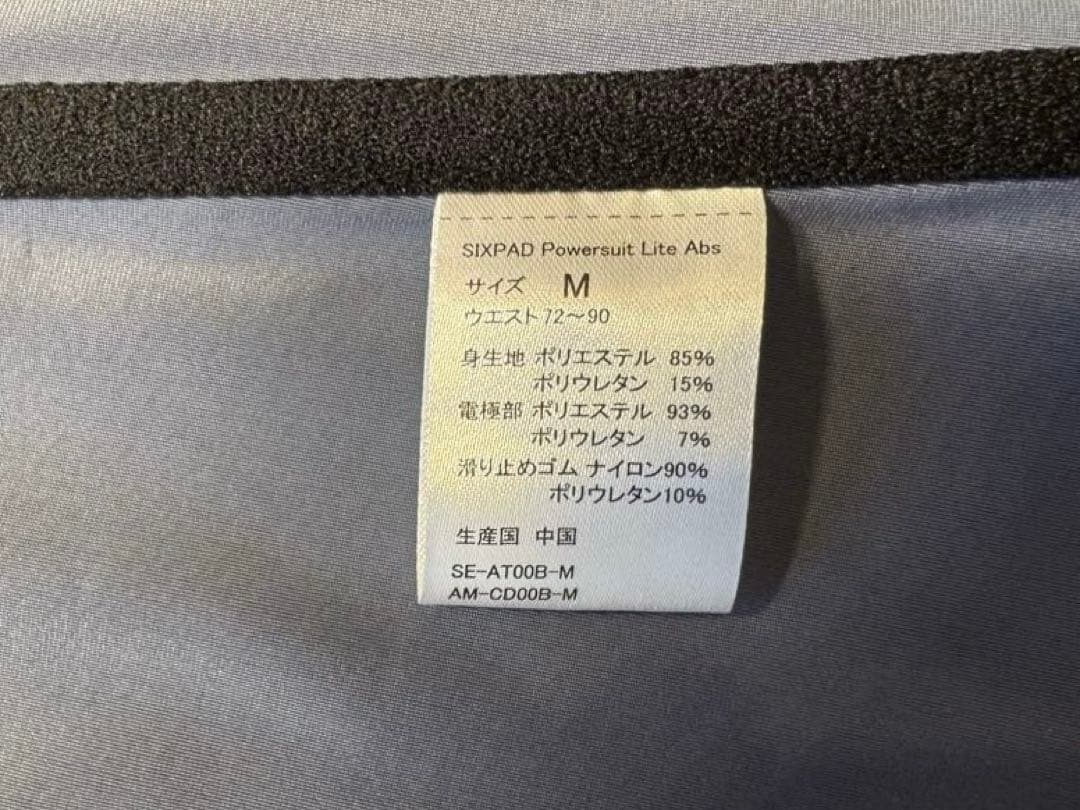 SIXPAD Powersuit Lite Abs
サイズ M
ウエスト72～90
身生地 ポリエステル 85%
ポリウレタン 15%
電極部 ポリエステル 93%
ポリウレタン 7%
滑り止めゴム ナイロン90%
ポリウレタン10%
生産国 中国
SE-AT00B-M
AM-CD00B-M